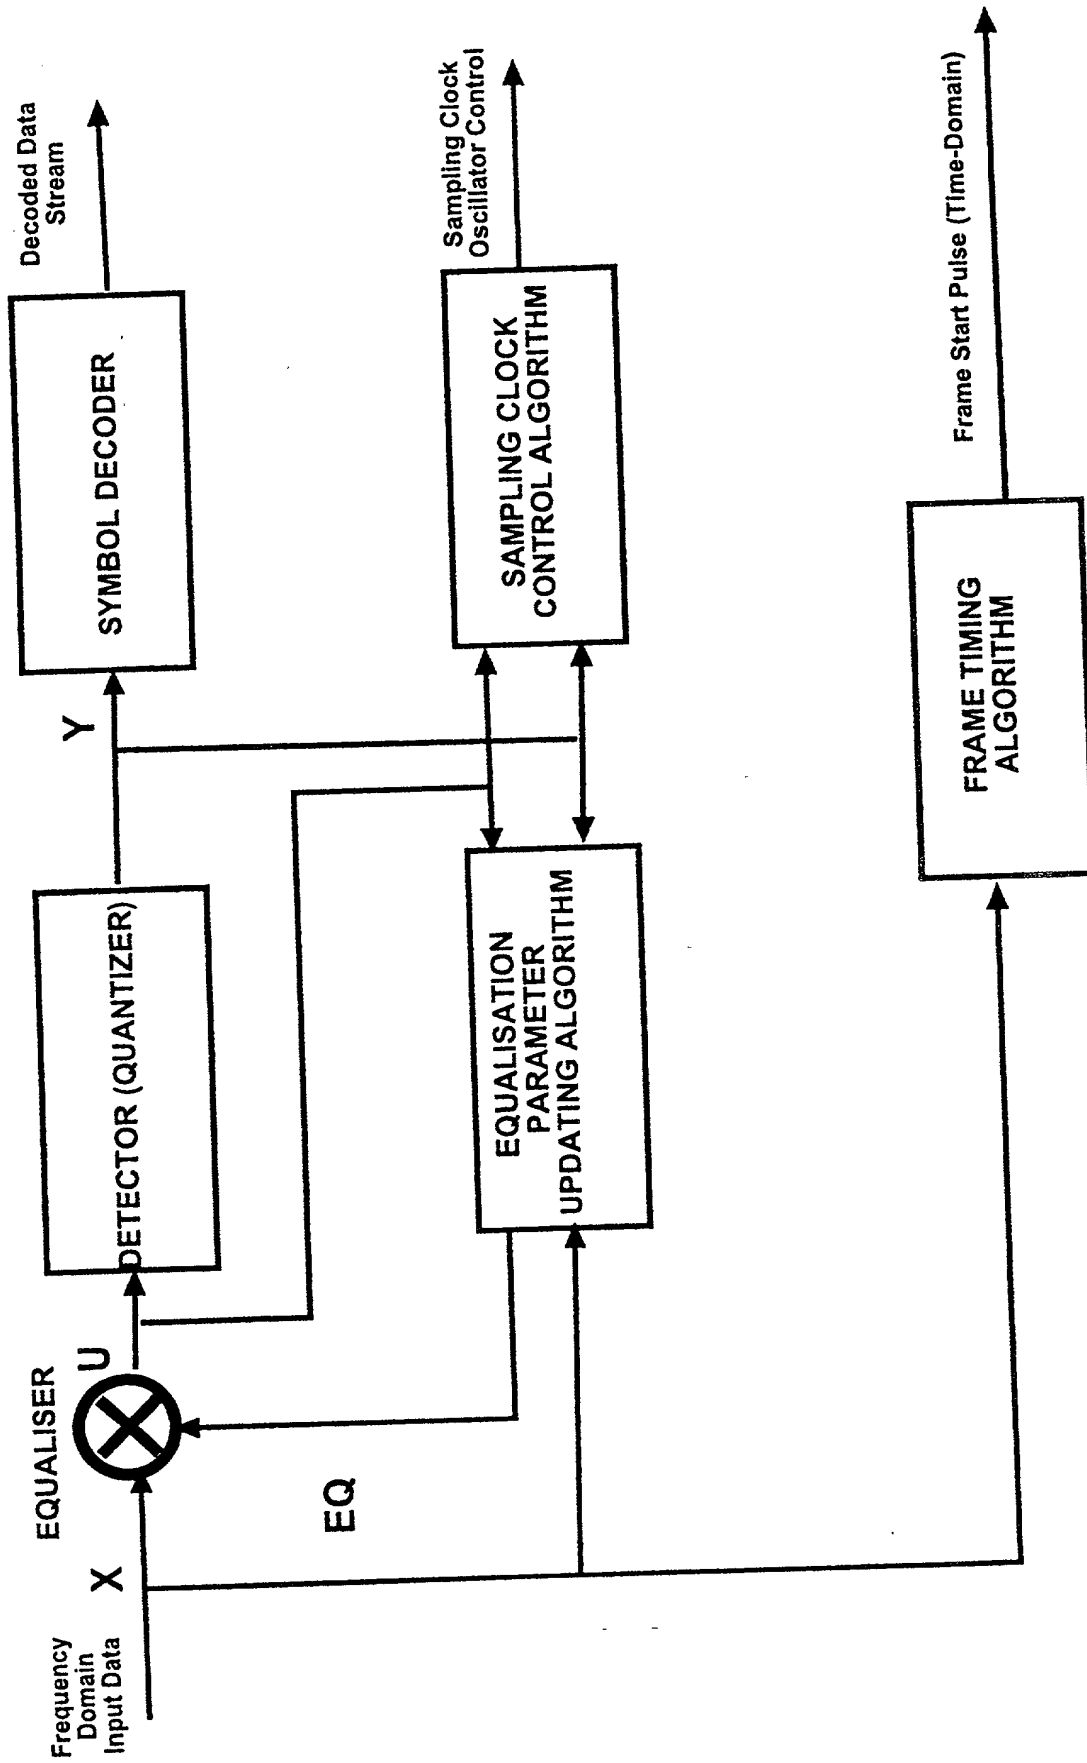 Frequency
Domain
Input Data
X
EQUALISER
U
DETECTOR (QUANTIZER)
Y
SYMBOL DECODER
Decoded Data
Stream
EQ
EQUALISATION
PARAMETER
UPDATING ALGORITHM
SAMPLING CLOCK
CONTROL ALGORITHM
Sampling Clock
Oscillator Control
FRAME TIMING
ALGORITHM
Frame Start Pulse (Time-Domain)